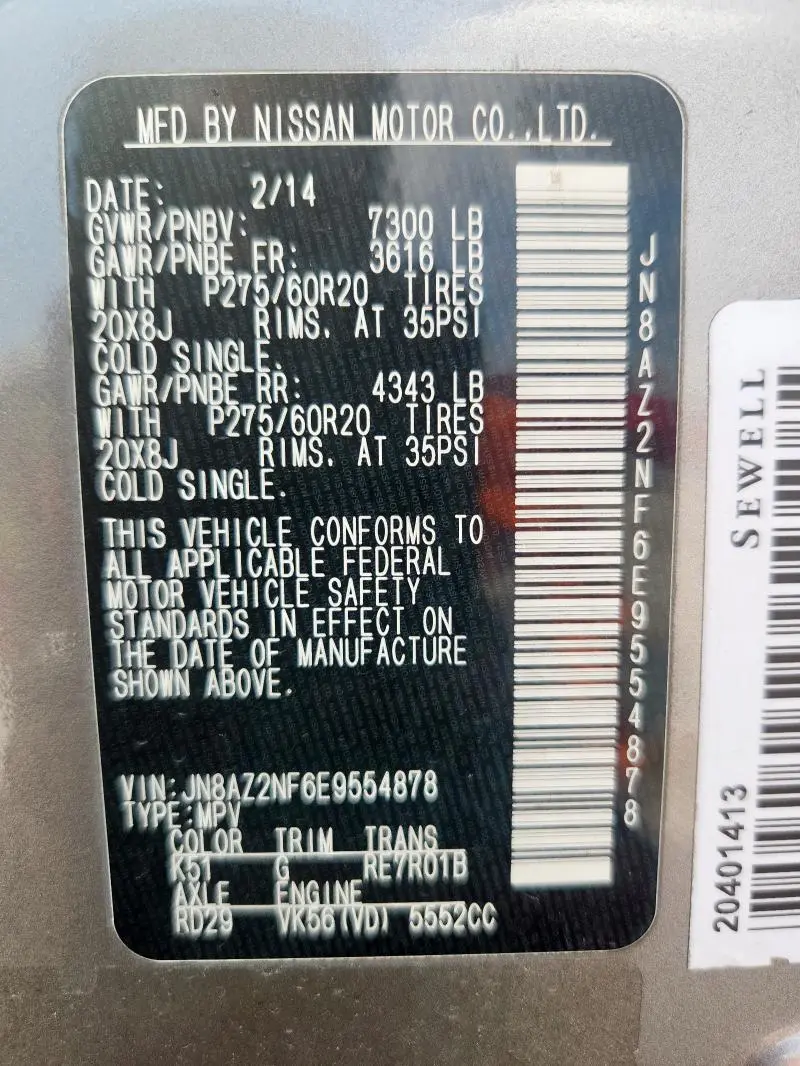 MFD BY NISSAN MOTOR CO.,LTD.
DATE: 2/14
GVWR/PNBV: 7300 LB
GAWR/PNBE FR: 3616 LB
WITH P275/60R20 TIRES
20X8J RIMS. AT 35PSI
COLD SINGLE.
GAWR/PNBE RR: 4343 LB
WITH P275/60R20 TIRES
20X8J RIMS. AT 35PSI
COLD SINGLE.
THIS VEHICLE CONFORMS TO
ALL APPLICABLE FEDERAL
MOTOR VEHICLE SAFETY
STANDARDS IN EFFECT ON
THE DATE OF MANUFACTURE
SHOWN ABOVE.
VIN:JN8AZ2NF6E9554878
TYPE:MPV
COLOR TRIM TRANS
K51 G RE7R01B
AXLE ENGINE
RD29 VK56(VD) 5552CC
JN8AZ2NF6E9554878
SEWELL
20401413